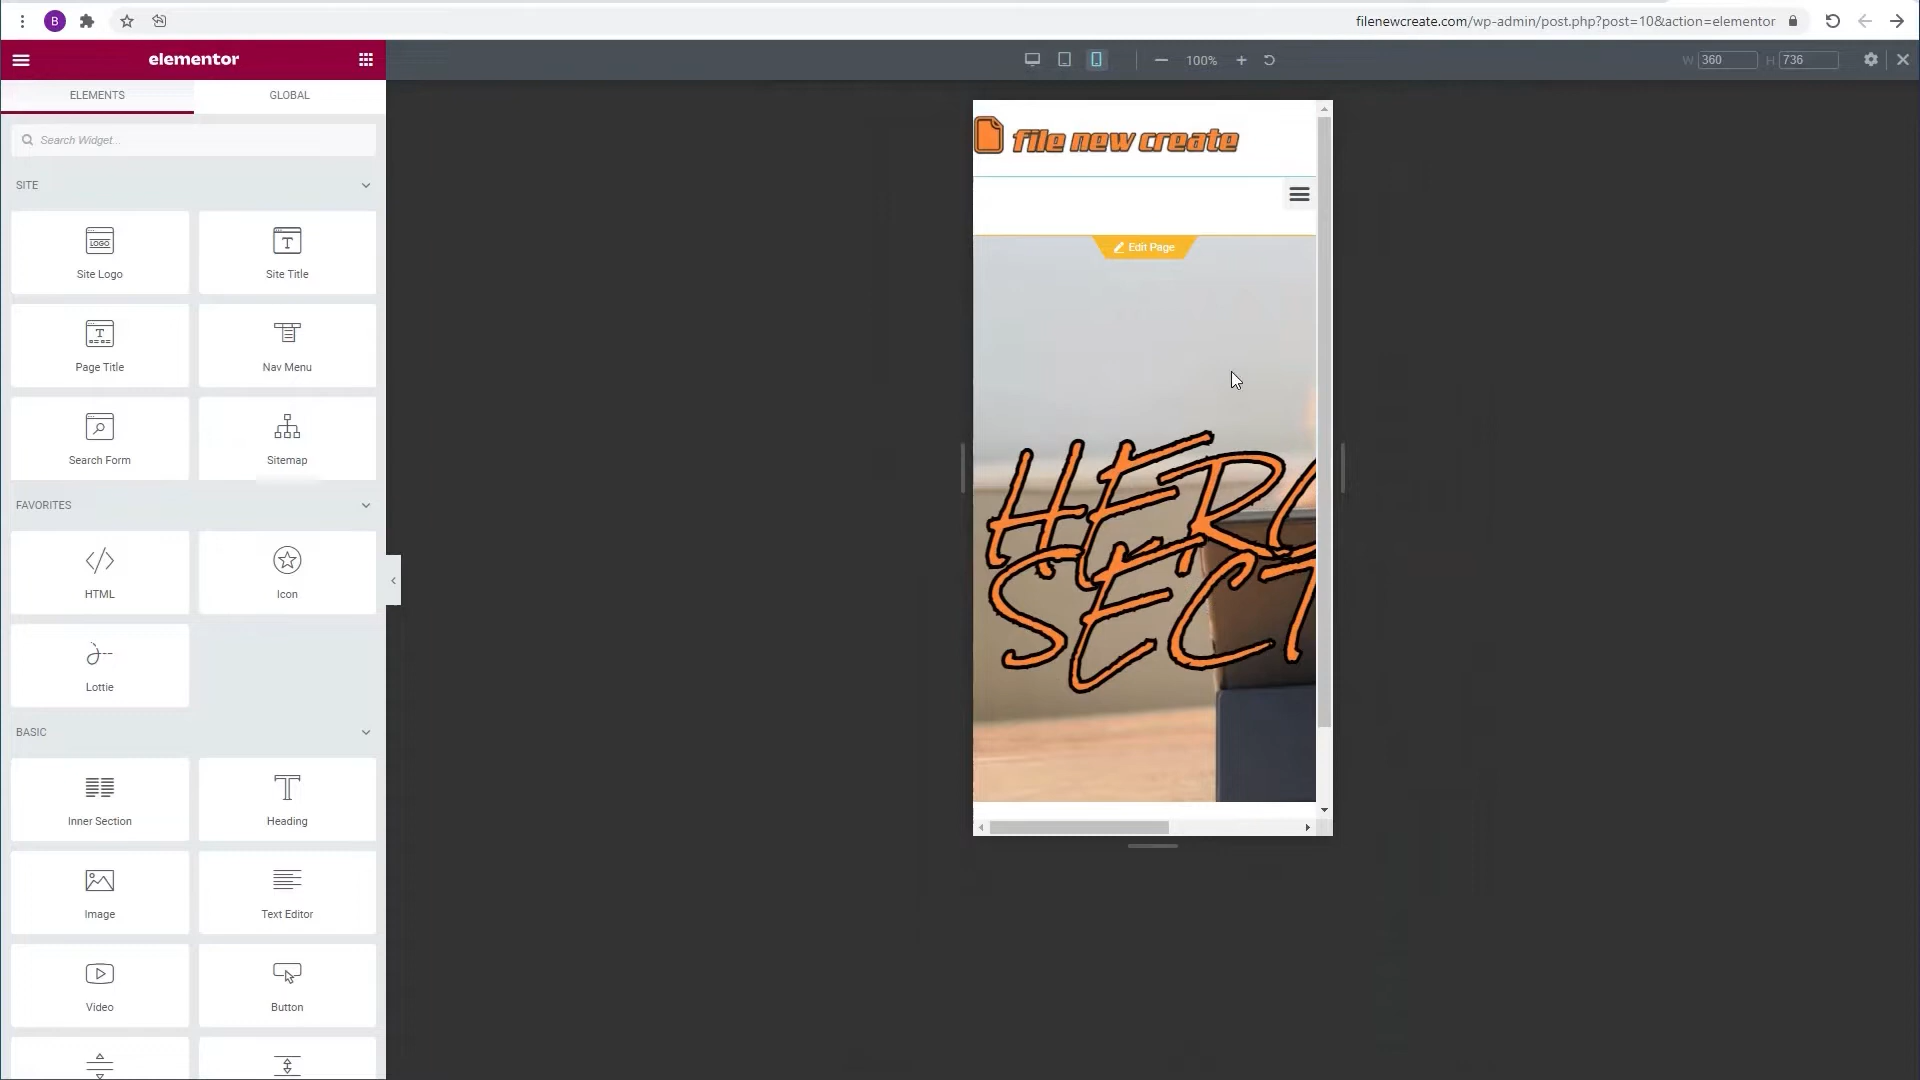 B
filenewcreate.com/wp-admin/post.php?post=10&action=elementor
elementor
100%
W 360
H 736
ELEMENTS
GLOBAL
Search Widget...
SITE
LOGO
Site Logo
T
Site Title
T
Page Title
Nav Menu
Search Form
Sitemap
FAVORITES
HTML
Icon
Lottie
BASIC
Inner Section
Heading
Image
Text Editor
Video
Button
file new create
Edit Page
HERO
SECT